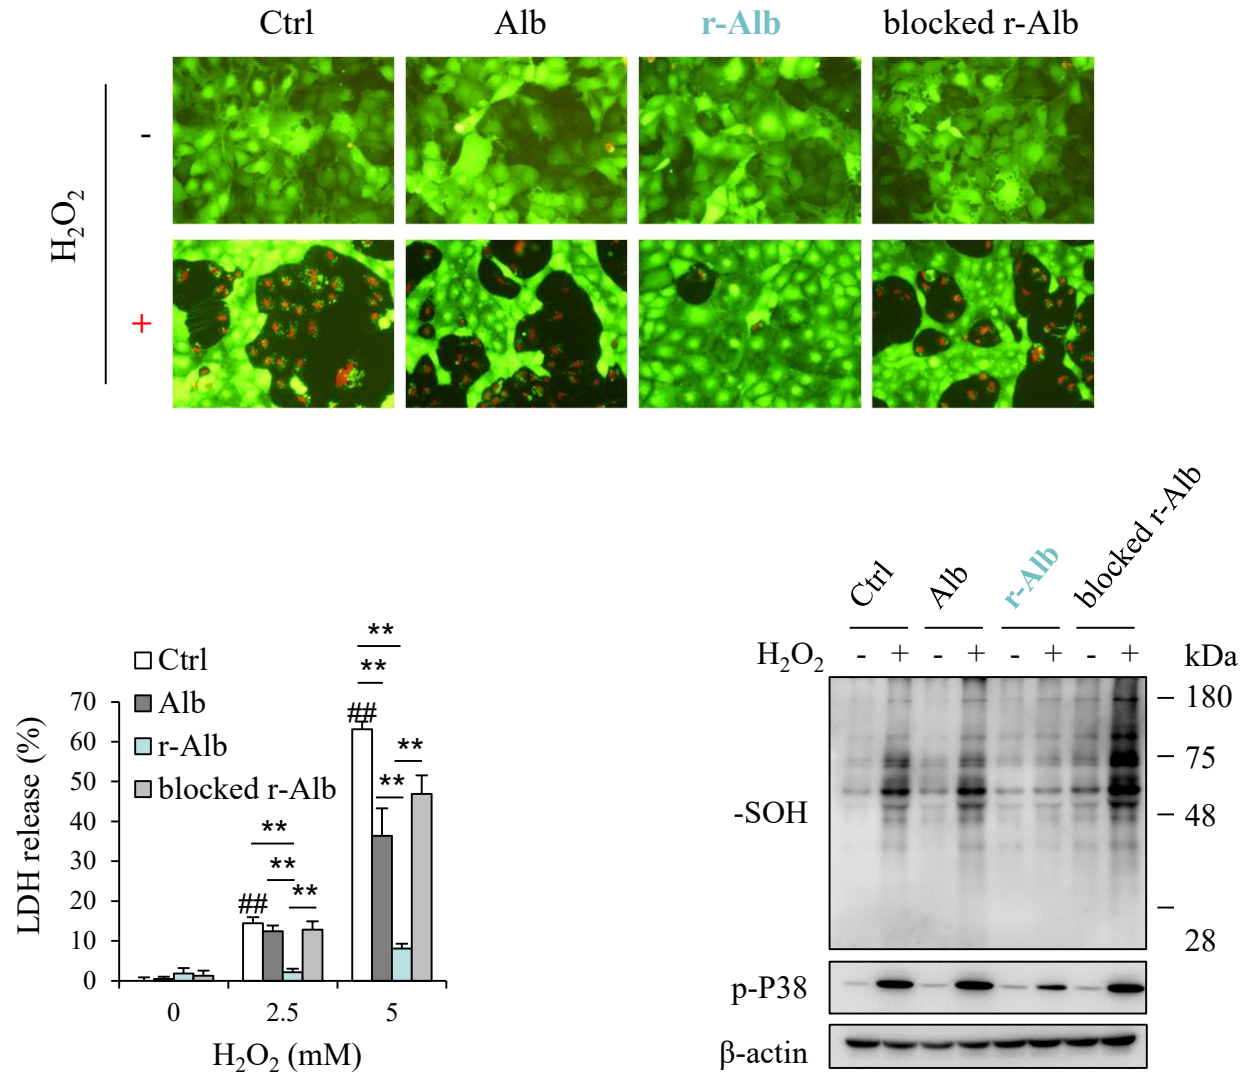 Ctrl Alb r-Alb blocked r-Alb
H₂O₂
-
+
Ctrl
Alb
r-Alb
blocked r-Alb
LDH release (%)
70
60
50
40
30
20
10
0
##
**
**
**
##
**
**
**
**
0 2.5 5
H₂O₂ (mM)
Ctrl Alb r-Alb blocked r-Alb
H₂O₂ - + - + - + - + kDa
180
75
48
28
-SOH
p-P38
β-actin